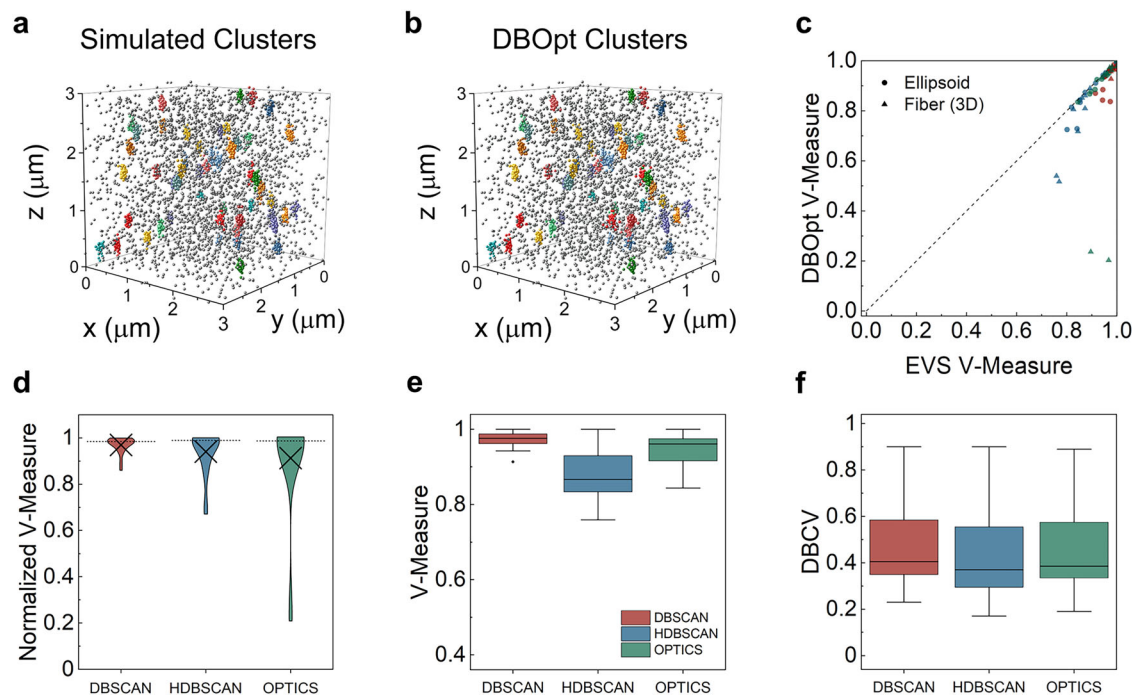 a
Simulated Clusters
3
2
1
0
z (μm)
0
1
2
3
x (μm)
0
1
2
y (μm)
b
DBOpt Clusters
3
2
1
0
z (μm)
0
1
2
3
x (μm)
0
1
2
y (μm)
c
1.0
0.8
0.6
0.4
0.2
0.0
DBOpt V-Measure
Ellipsoid
Fiber (3D)
0.0 0.2 0.4 0.6 0.8 1.0
EVS V-Measure
d
1
0.8
0.6
0.4
0.2
0
Normalized V-Measure
DBSCAN HDBSCAN OPTICS
e
1
0.8
0.6
0.4
V-Measure
DBSCAN
HDBSCAN
OPTICS
DBSCAN HDBSCAN OPTICS
f
1
0.8
0.6
0.4
0.2
0
DBCV
DBSCAN HDBSCAN OPTICS